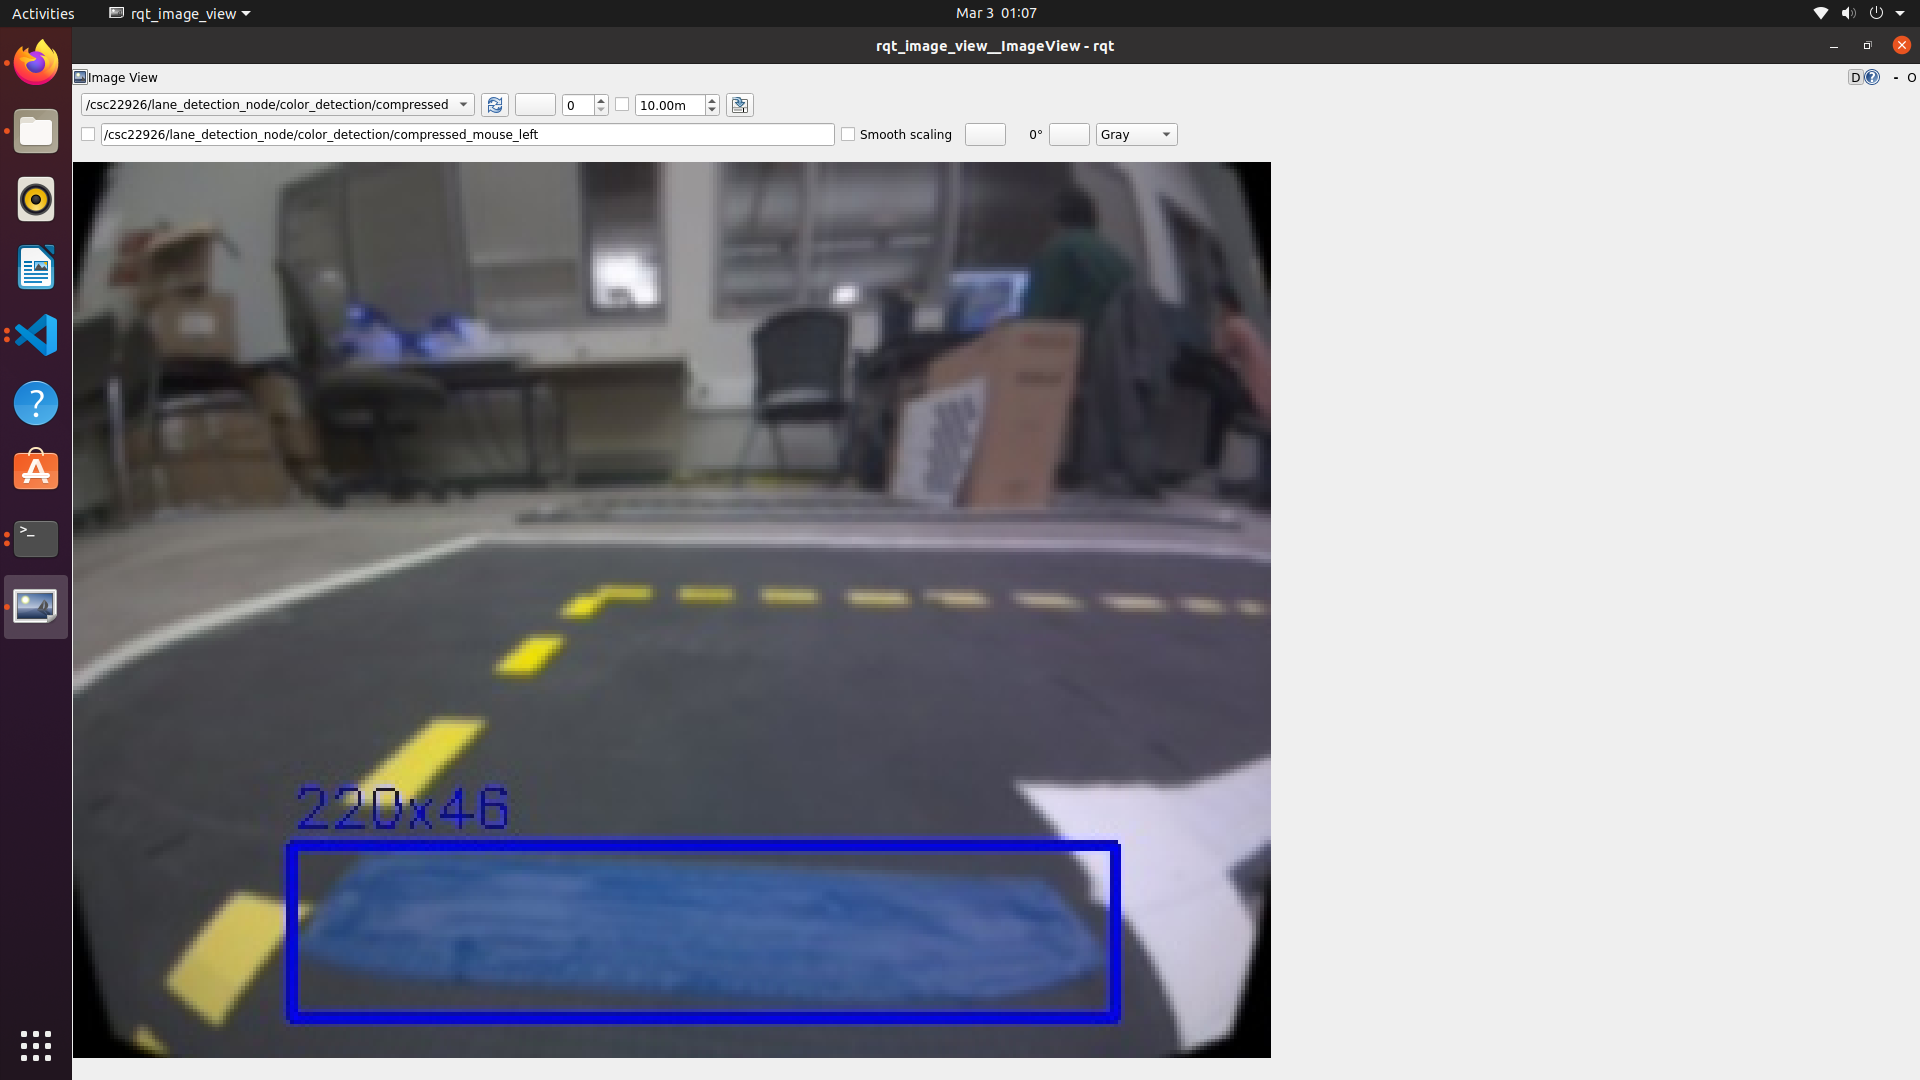 Activities
rqt_image_view
Mar 3 01:07
rqt_image_view__ImageView - rqt
Image View
D
- O
/csc22926/lane_detection_node/color_detection/compressed
0
10.00m
/csc22926/lane_detection_node/color_detection/compressed_mouse_left
Smooth scaling
0°
Gray
220x46